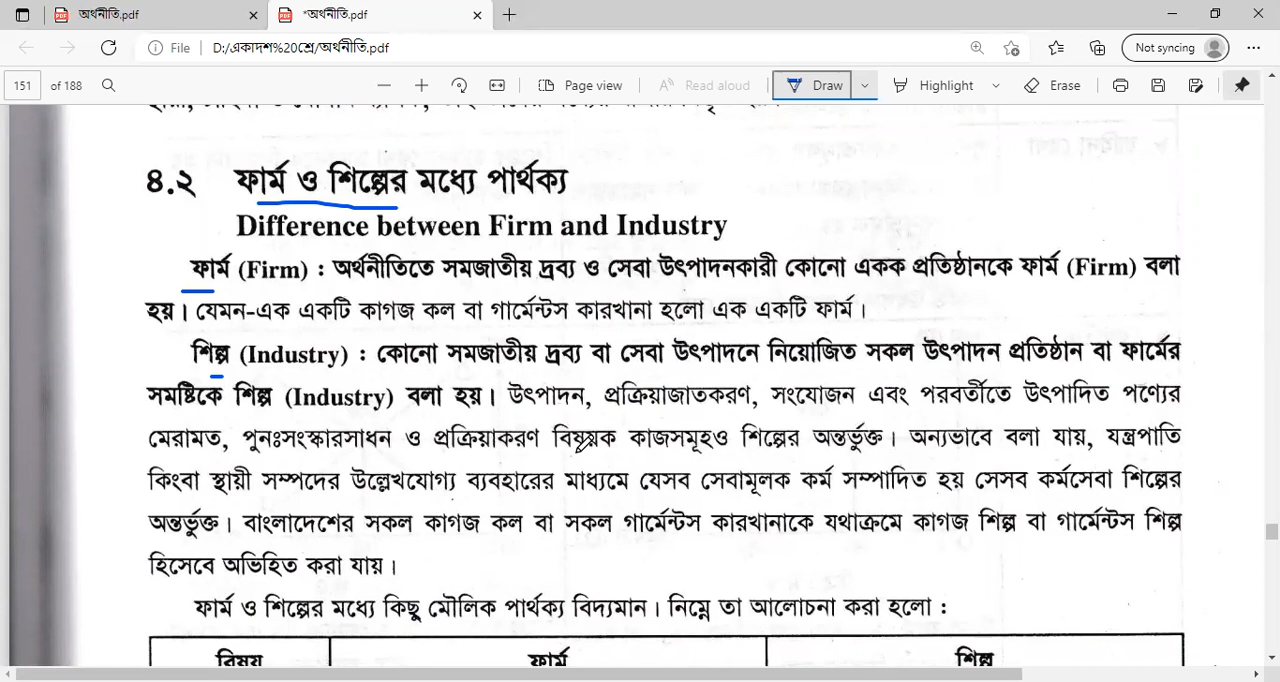 অর্থনীতি.pdf
*অর্থনীতি.pdf
File D:/একাদশ%20শ্রে/অর্থনীতি.pdf
Not syncing
151 of 188
Page view
Read aloud
Draw
Highlight
Erase
৪.২ ফার্ম ও শিল্পের মধ্যে পার্থক্য
Difference between Firm and Industry
ফার্ম (Firm) : অর্থনীতিতে সমজাতীয় দ্রব্য ও সেবা উৎপাদনকারী কোনো একক প্রতিষ্ঠানকে ফার্ম (Firm) বলা
হয়। যেমন-এক একটি কাগজ কল বা গার্মেন্টস কারখানা হলো এক একটি ফার্ম।
শিল্প (Industry) : কোনো সমজাতীয় দ্রব্য বা সেবা উৎপাদনে নিয়োজিত সকল উৎপাদন প্রতিষ্ঠান বা ফার্মের
সমষ্টিকে শিল্প (Industry) বলা হয়। উৎপাদন, প্রক্রিয়াজাতকরণ, সংযোজন এবং পরবর্তীতে উৎপাদিত পণ্যের
মেরামত, পুনঃসংস্কারসাধন ও প্রক্রিয়াকরণ বিষয়ক কাজসমূহও শিল্পের অন্তর্ভুক্ত। অন্যভাবে বলা যায়, যন্ত্রপাতি
কিংবা স্থায়ী সম্পদের উল্লেখযোগ্য ব্যবহারের মাধ্যমে যেসব সেবামূলক কর্ম সম্পাদিত হয় সেসব কর্মসেবা শিল্পের
অন্তর্ভুক্ত। বাংলাদেশের সকল কাগজ কল বা সকল গার্মেন্টস কারখানাকে যথাক্রমে কাগজ শিল্প বা গার্মেন্টস শিল্প
হিসেবে অভিহিত করা যায়।
ফার্ম ও শিল্পের মধ্যে কিছু মৌলিক পার্থক্য বিদ্যমান। নিম্নে তা আলোচনা করা হলো :
বিষয় ফার্ম শিল্প